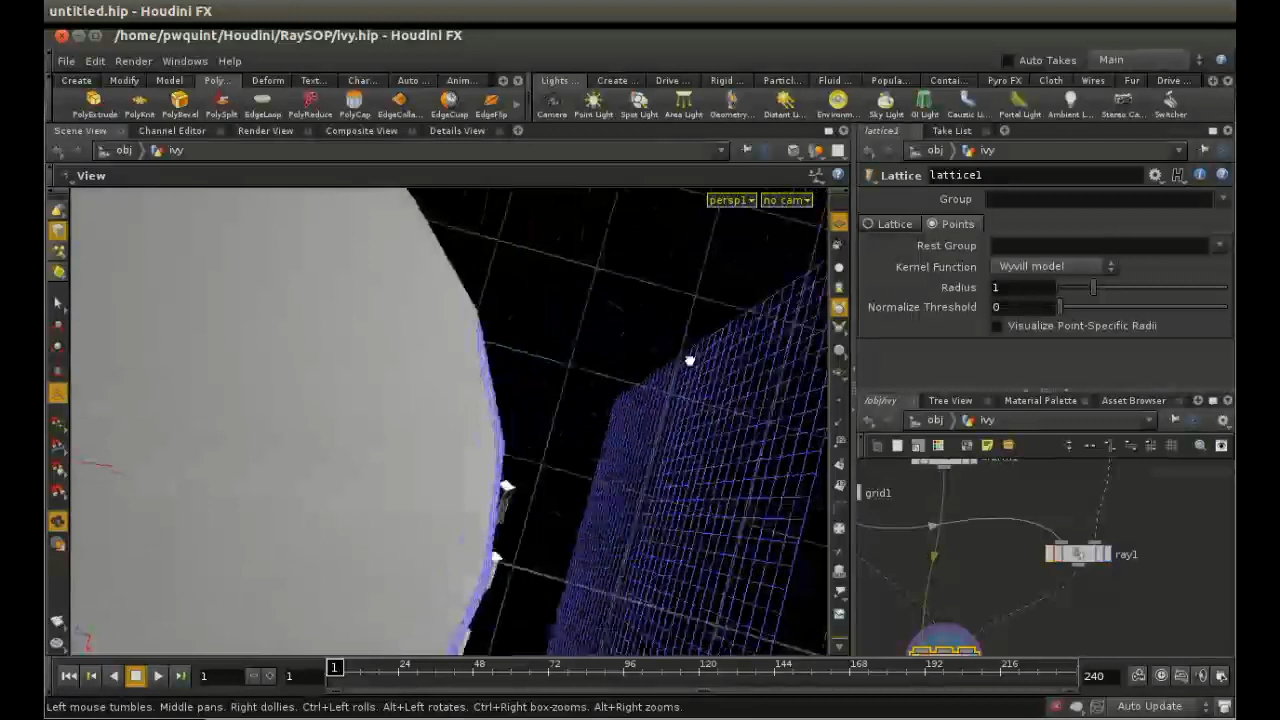 untitled.hip - Houdini FX
/home/pwquint/Houdini/RaySOP/ivy.hip - Houdini FX
File Edit Render Windows Help
Auto Takes Main
Create Modify Model Poly... Deform Text... Char... Auto ... Anim...
Lights ... Create ... Drive ... Rigid ... Particl... Fluid ... Popula... Contai... Pyro FX Cloth Wires Fur Drive ...
PolyExtrude PolyKnit PolyBevel PolySplit EdgeLoop PolyReduce PolyCap EdgeColla... EdgeCusp EdgeFlip
Camera Point Light Spot Light Area Light Geometry... Distant L... Environm... Sky Light GI Light Caustic L... Portal Light Ambient L... Stereo Ca... Switcher
Scene View Channel Editor Render View Composite View Details View
lattice1 Take List
obj ivy
obj ivy
View
Lattice lattice1
Group
persp1 no cam
Lattice Points
Rest Group
Kernel Function Wyvill model
Radius 1
Normalize Threshold 0
Visualize Point-Specific Radii
/obj/ivy Tree View Material Palette Asset Browser
obj ivy
grid1
ray1
1 1 1 24 48 72 96 120 144 168 192 216 240
Left mouse tumbles. Middle pans. Right dollies. Ctrl+Left rolls. Alt+Left rotates. Ctrl+Right box-zooms. Alt+Right zooms.
Auto Update